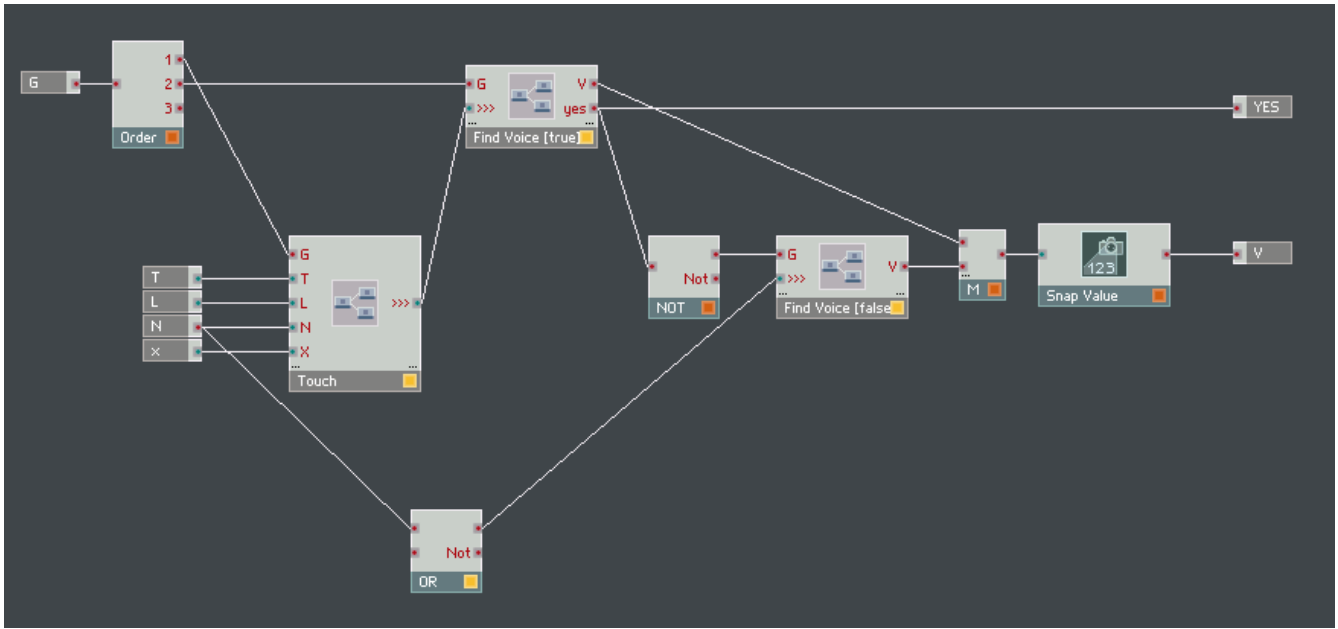 G
1
2
3
Order
G
V
>>>
yes
...
...
Find Voice [true]
YES
T
L
N
x
G
T
L
N
X
>>>
...
...
Touch
Not
NOT
G
V
>>>
...
...
Find Voice [false
...
M
123
Snap Value
V
Not
OR